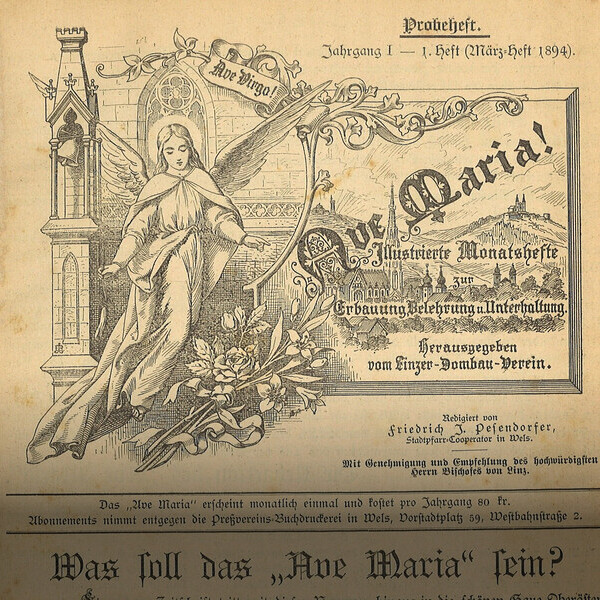 Probeheft.
Jahrgang I — 1. Heft (März-Heft 1894).
Ave Virgo!
Ave Maria!
Illustrierte Monatshefte
zur
Erbauung, Belehrung u. Unterhaltung.
Herausgegeben
vom Linzer-Dombau-Verein.
Redigiert von
Friedrich J. Pesendorfer,
Stadtpfarr-Cooperator in Wels.
Mit Genehmigung und Empfehlung des hochwürdigsten
Herrn Bischofes von Linz.
Das „Ave Maria" erscheint monatlich einmal und kostet pro Jahrgang 80 kr.
Abonnements nimmt entgegen die Preßvereins-Buchdruckerei in Wels, Vorstadtplatz 59, Westbahnstraße 2.
Was soll das „Ave Maria" sein?